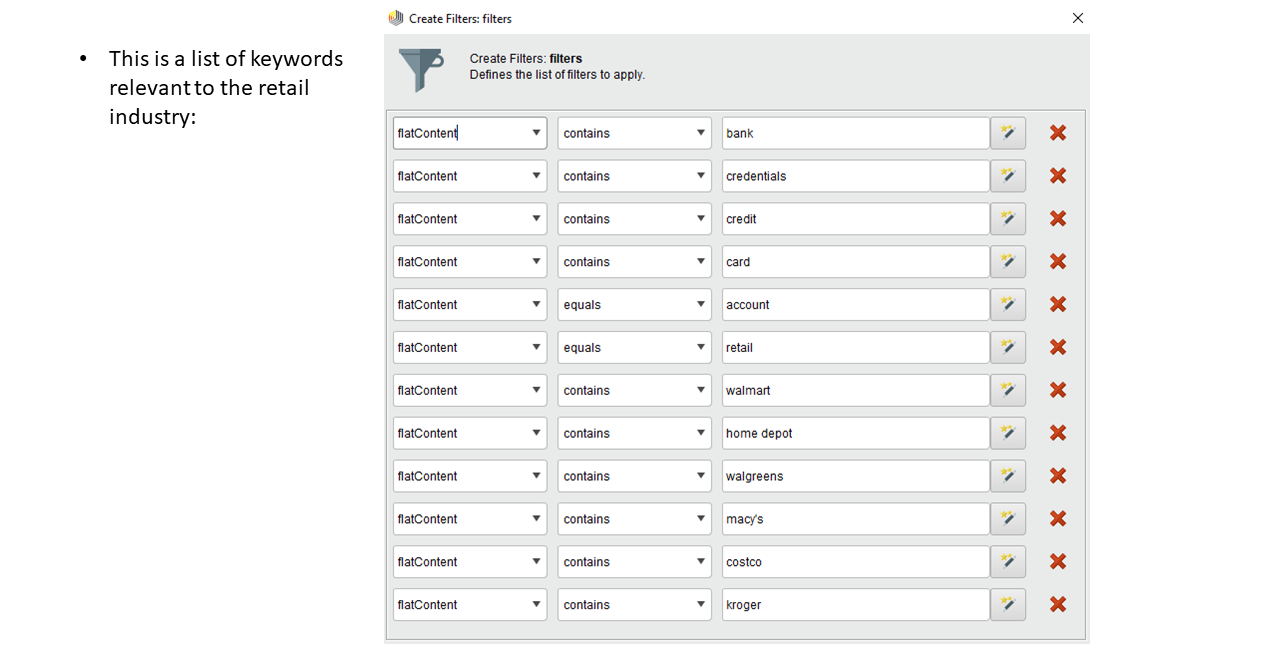 Create Filters: filters
• This is a list of keywords
relevant to the retail
industry:
Create Filters: filters
Defines the list of filters to apply.
flatContent contains bank
flatContent contains credentials
flatContent contains credit
flatContent contains card
flatContent equals account
flatContent equals retail
flatContent contains walmart
flatContent contains home depot
flatContent contains walgreens
flatContent contains macy's
flatContent contains costco
flatContent contains kroger